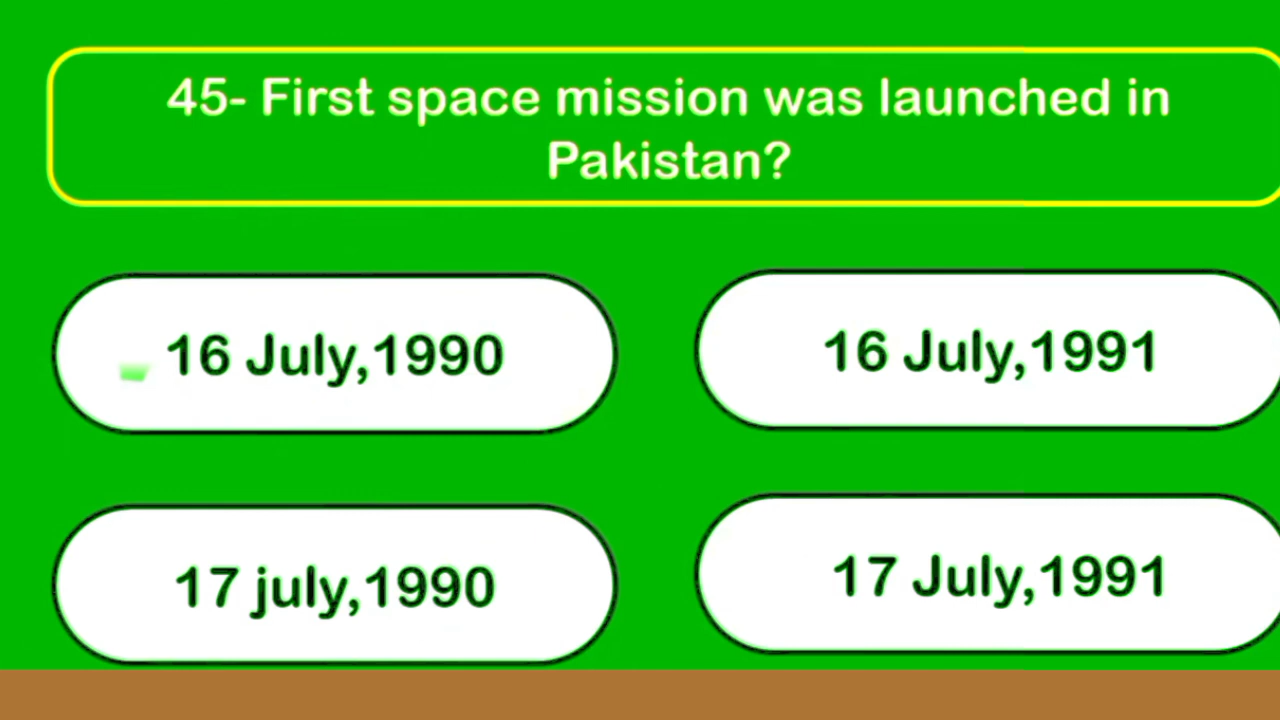 45- First space mission was launched in
Pakistan?
16 July,1990
16 July,1991
17 july,1990
17 July,1991